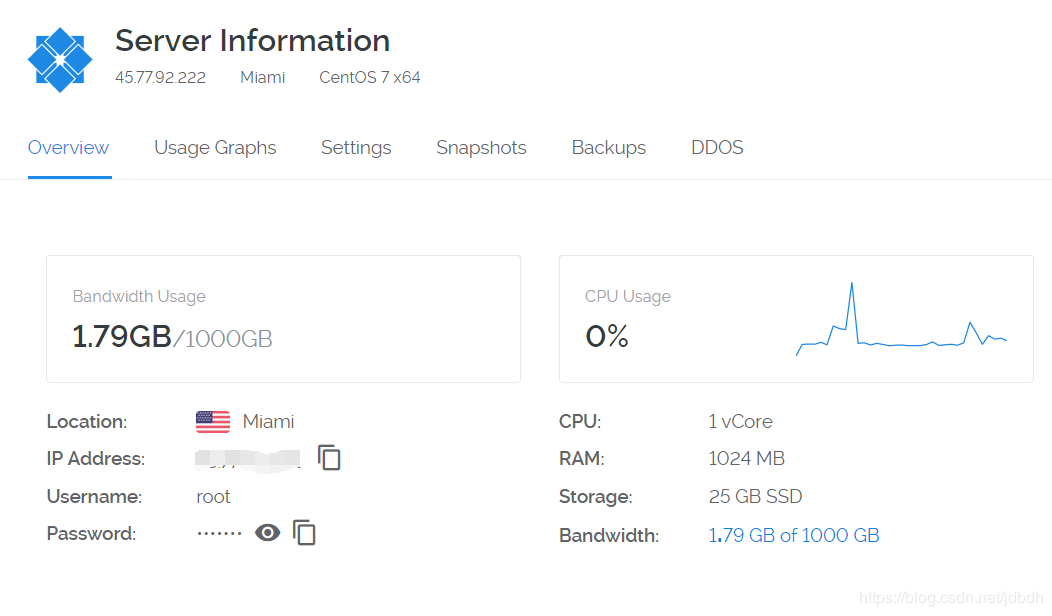 Server Information
45.77.92.222 Miami CentOS 7 x64
Overview Usage Graphs Settings Snapshots Backups DDOS
Bandwidth Usage
1.79GB/1000GB
CPU Usage
0%
Location: Miami
IP Address:
Username: root
Password: ·······
CPU: 1 vCore
RAM: 1024 MB
Storage: 25 GB SSD
Bandwidth: 1.79 GB of 1000 GB
https://blog.csdn.net/jdbdh